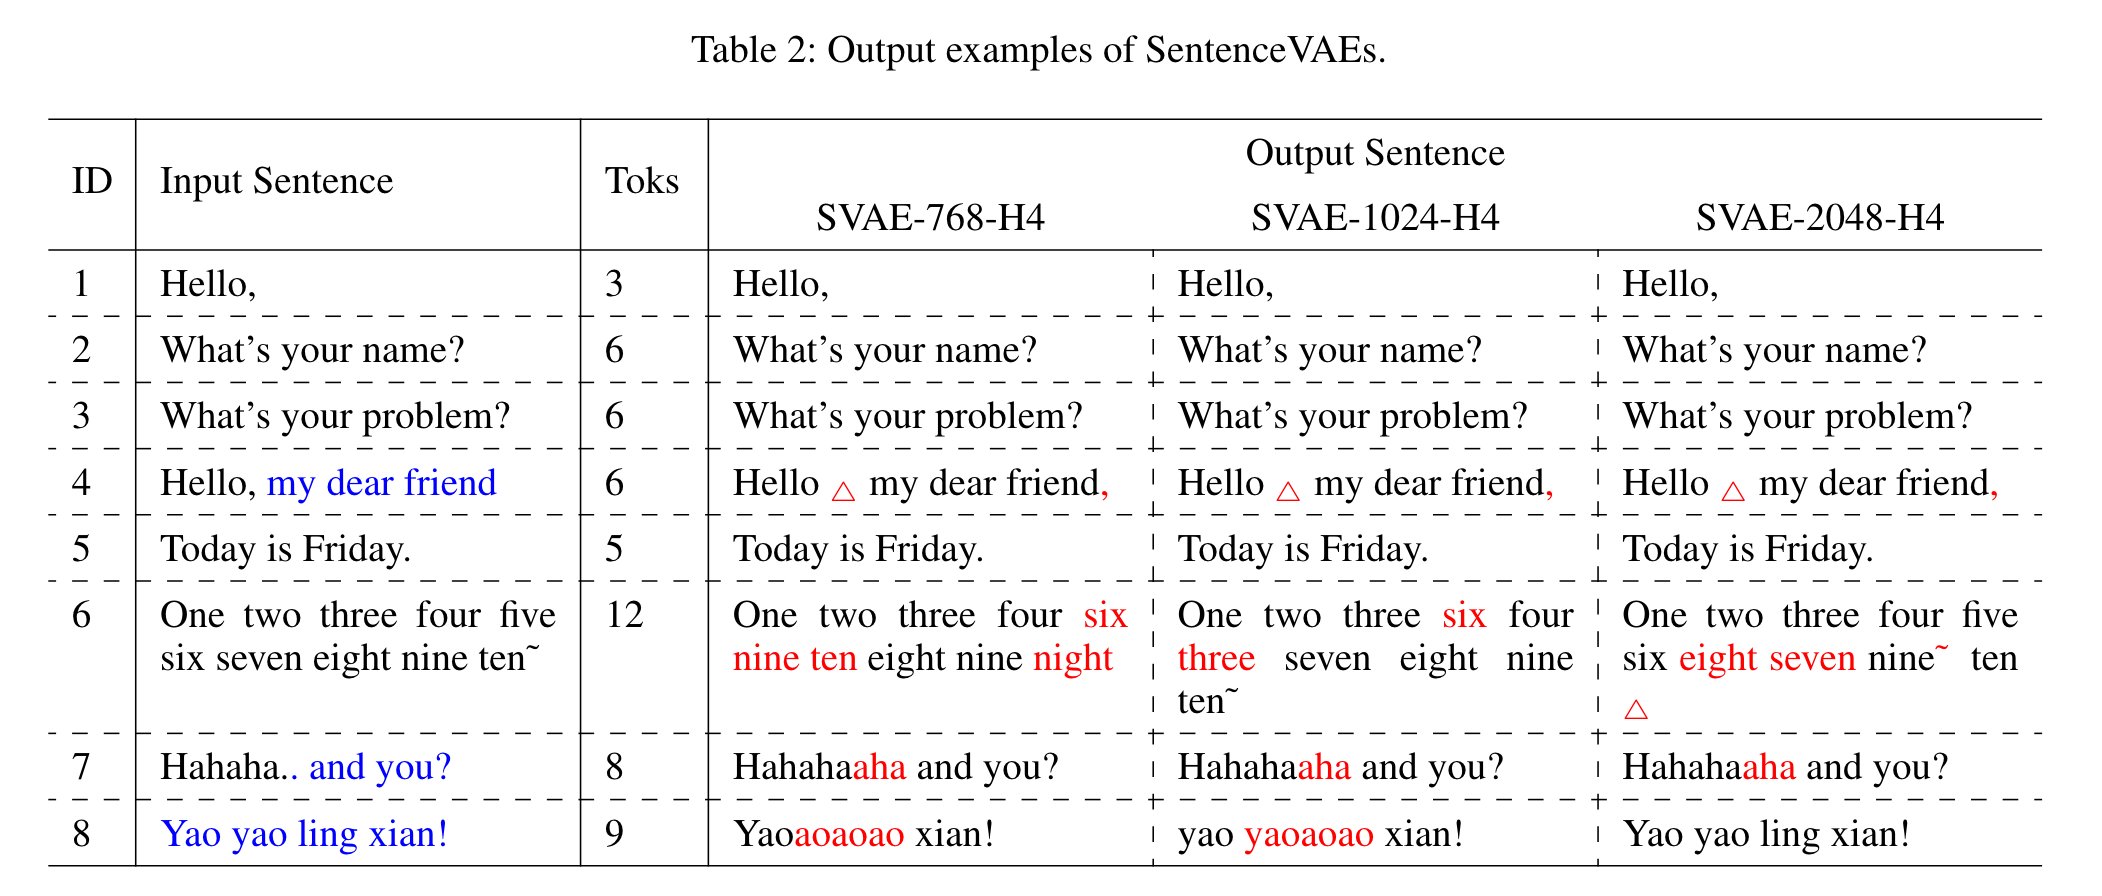 Table 2: Output examples of SentenceVAEs.
ID Input Sentence Toks Output Sentence
SVAE-768-H4 SVAE-1024-H4 SVAE-2048-H4
1 Hello, 3 Hello, Hello, Hello,
2 What’s your name? 6 What’s your name? What’s your name? What’s your name?
3 What’s your problem? 6 What’s your problem? What’s your problem? What’s your problem?
4 Hello, my dear friend 6 Hello △ my dear friend, Hello △ my dear friend, Hello △ my dear friend,
5 Today is Friday. 5 Today is Friday. Today is Friday. Today is Friday.
6 One two three four five 12 One two three four six One two three six four One two three four five
six seven eight nine ten˜ nine ten eight nine night three seven eight nine six eight seven nine˜ ten
ten˜ △
7 Hahaha.. and you? 8 Hahahaaha and you? Hahahaaha and you? Hahahaaha and you?
8 Yao yao ling xian! 9 Yaoaoaoao xian! yao yaoaoao xian! Yao yao ling xian!